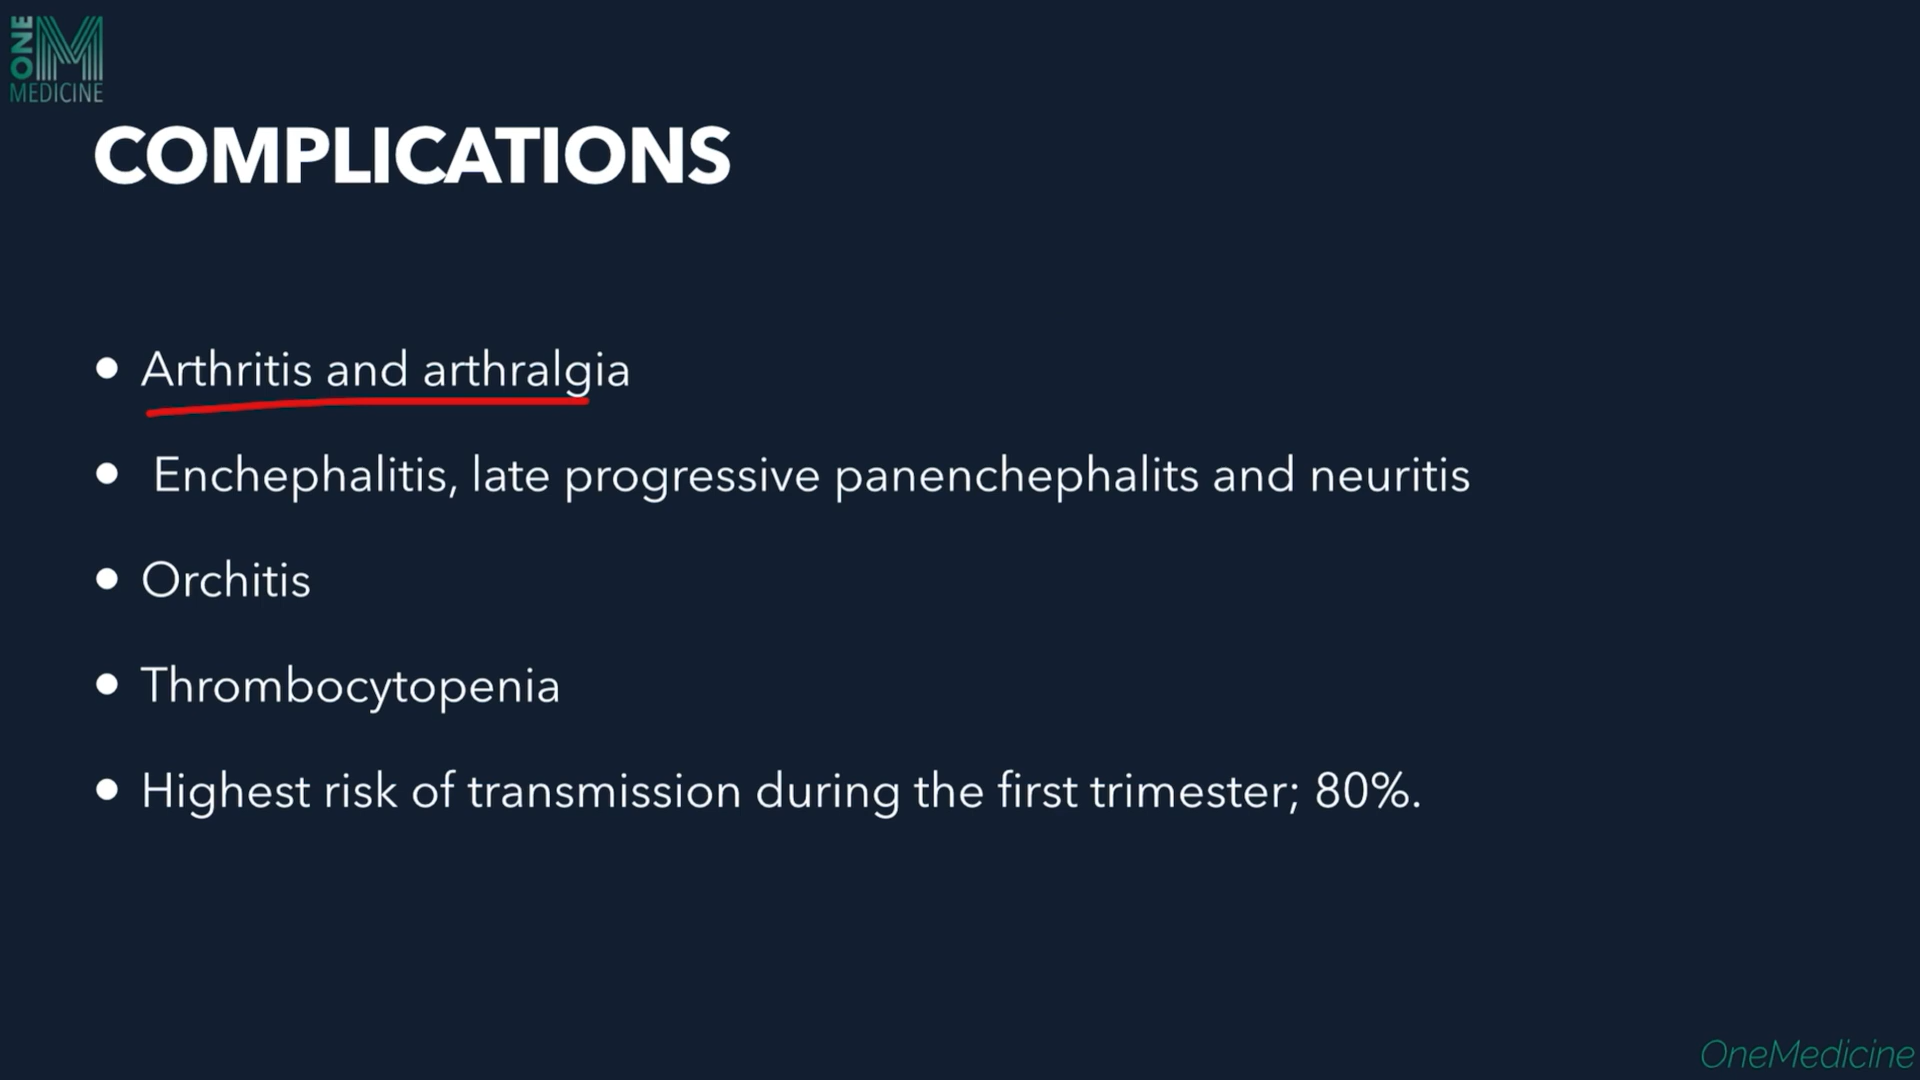 ONE
M
MEDICINE
COMPLICATIONS
• Arthritis and arthralgia
• Enchephalitis, late progressive panenchephalits and neuritis
• Orchitis
• Thrombocytopenia
• Highest risk of transmission during the first trimester; 80%.
OneMedicine